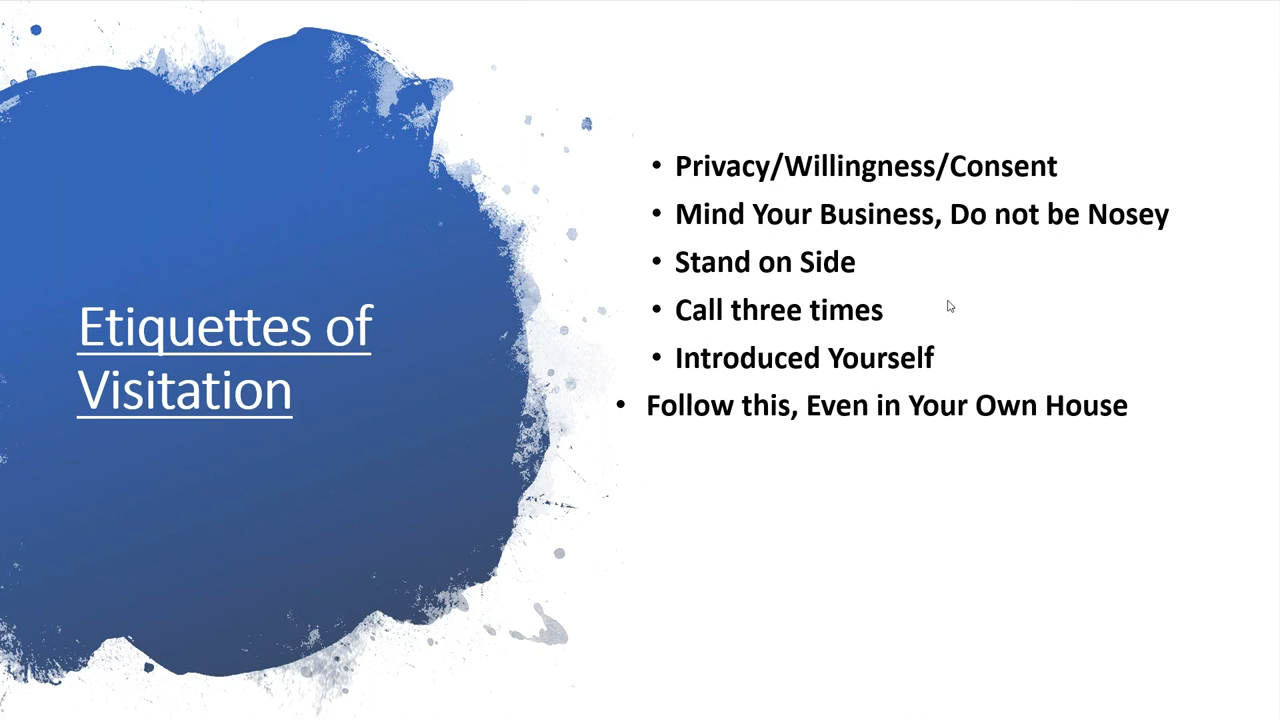 Etiquettes of
Visitation
• Privacy/Willingness/Consent
• Mind Your Business, Do not be Nosey
• Stand on Side
• Call three times
• Introduced Yourself
• Follow this, Even in Your Own House